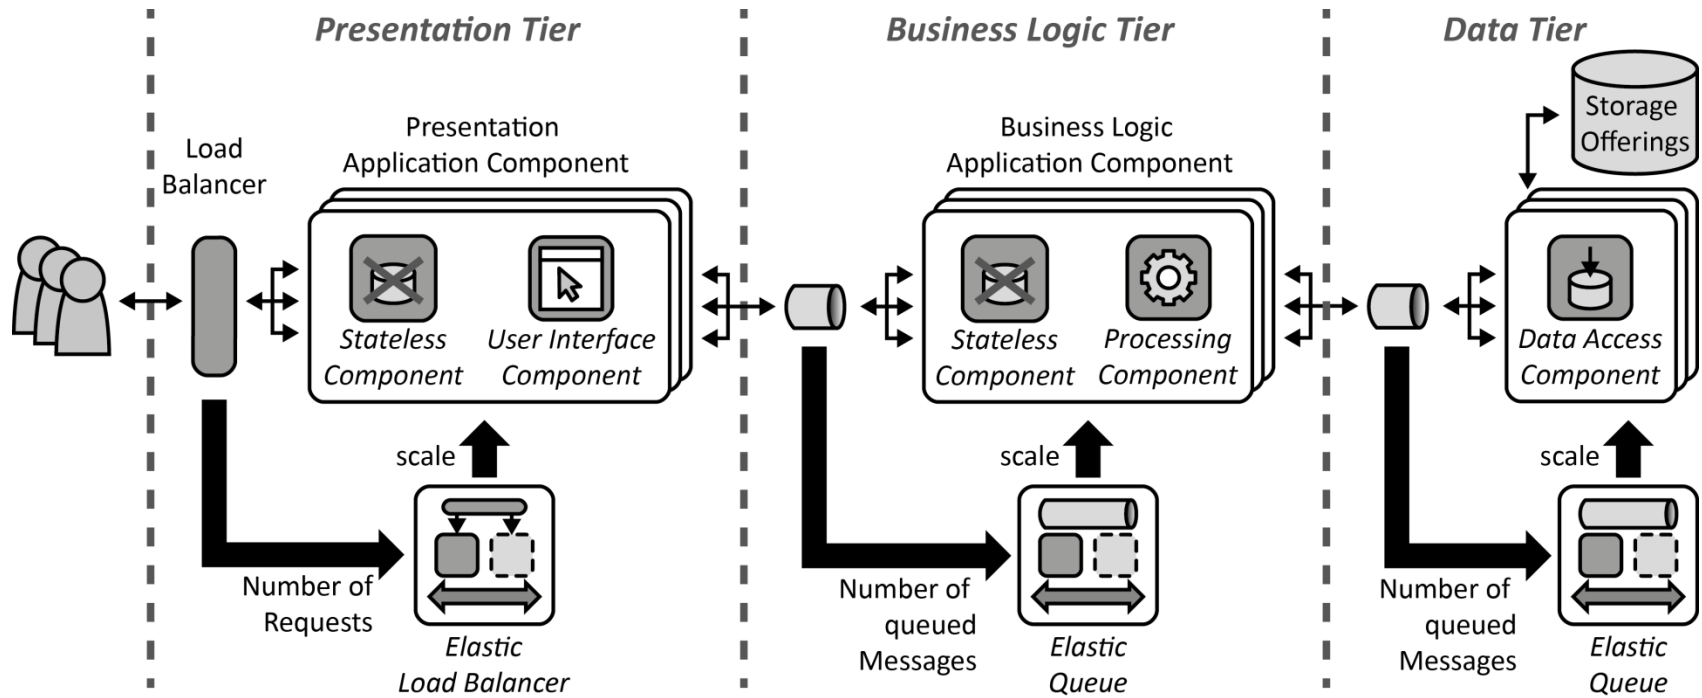 Presentation Tier
Business Logic Tier
Data Tier
Load
Balancer
Presentation
Application Component
Stateless
Component
User Interface
Component
scale
Number of
Requests
Elastic
Load Balancer
Business Logic
Application Component
Stateless
Component
Processing
Component
scale
Number of
queued
Messages
Elastic
Queue
Storage
Offerings
Data Access
Component
scale
Number of
queued
Messages
Elastic
Queue